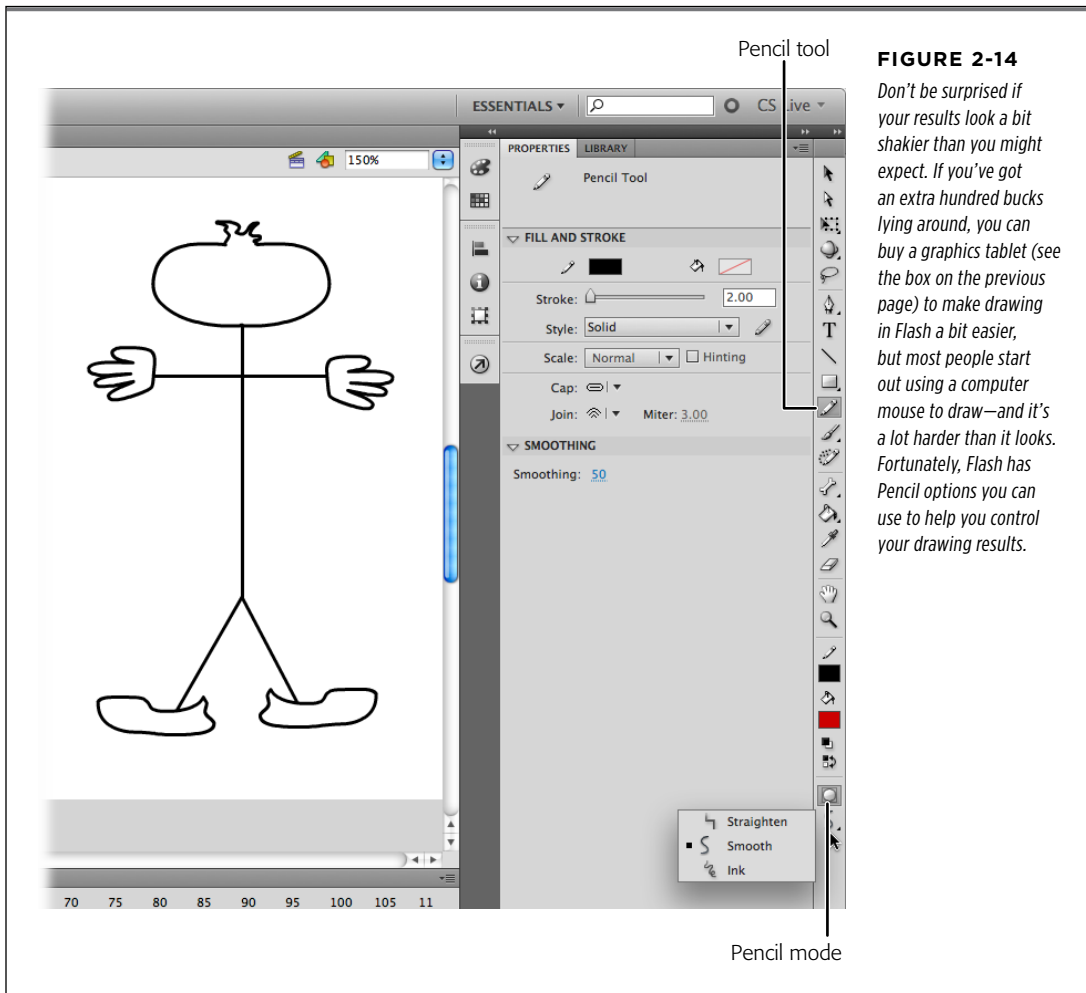 Pencil tool
FIGURE 2-14
Don’t be surprised if
your results look a bit
shakier than you might
expect. If you’ve got
an extra hundred bucks
lying around, you can
buy a graphics tablet (see
the box on the previous
page) to make drawing
in Flash a bit easier,
but most people start
out using a computer
mouse to draw—and it’s
a lot harder than it looks.
Fortunately, Flash has
Pencil options you can
use to help you control
your drawing results.
ESSENTIALS
CS Live
150%
PROPERTIES LIBRARY
Pencil Tool
FILL AND STROKE
Stroke: 2.00
Style: Solid
Scale: Normal Hinting
Cap:
Join: Miter: 3.00
SMOOTHING
Smoothing: 50
T
Straighten
Smooth
Ink
70 75 80 85 90 95 100 105 11
Pencil mode